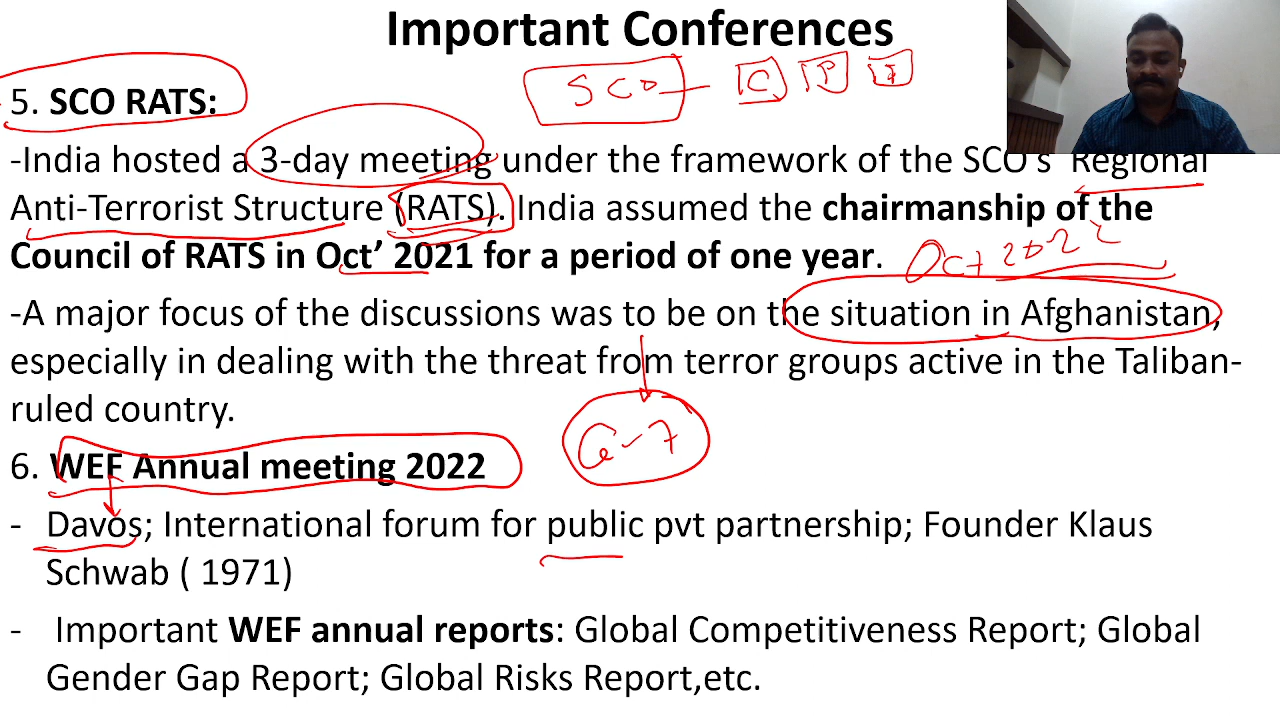 Important Conferences
SCO - C P I
5. SCO RATS:
-India hosted a 3-day meeting under the framework of the SCO's Regional
Anti-Terrorist Structure (RATS). India assumed the chairmanship of the
Council of RATS in Oct’ 2021 for a period of one year.
Oct 2022
-A major focus of the discussions was to be on the situation in Afghanistan,
especially in dealing with the threat from terror groups active in the Taliban-
ruled country.
G-7
6. WEF Annual meeting 2022
- Davos; International forum for public pvt partnership; Founder Klaus
Schwab ( 1971)
- Important WEF annual reports: Global Competitiveness Report; Global
Gender Gap Report; Global Risks Report,etc.